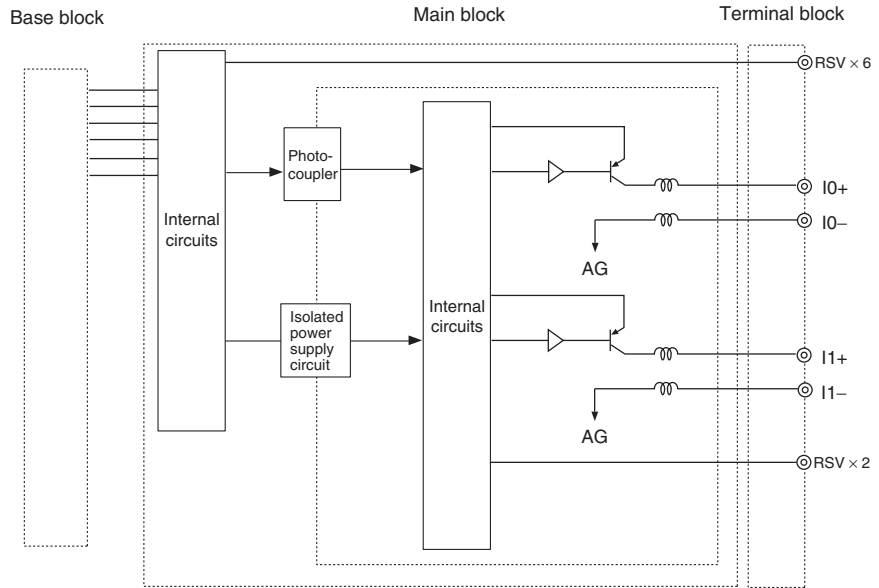 Base block
Main block
Terminal block
RSV × 6
Photo-
coupler
I0+
Internal
circuits
I0−
AG
Isolated
power
supply
circuit
Internal
circuits
I1+
I1−
AG
RSV × 2